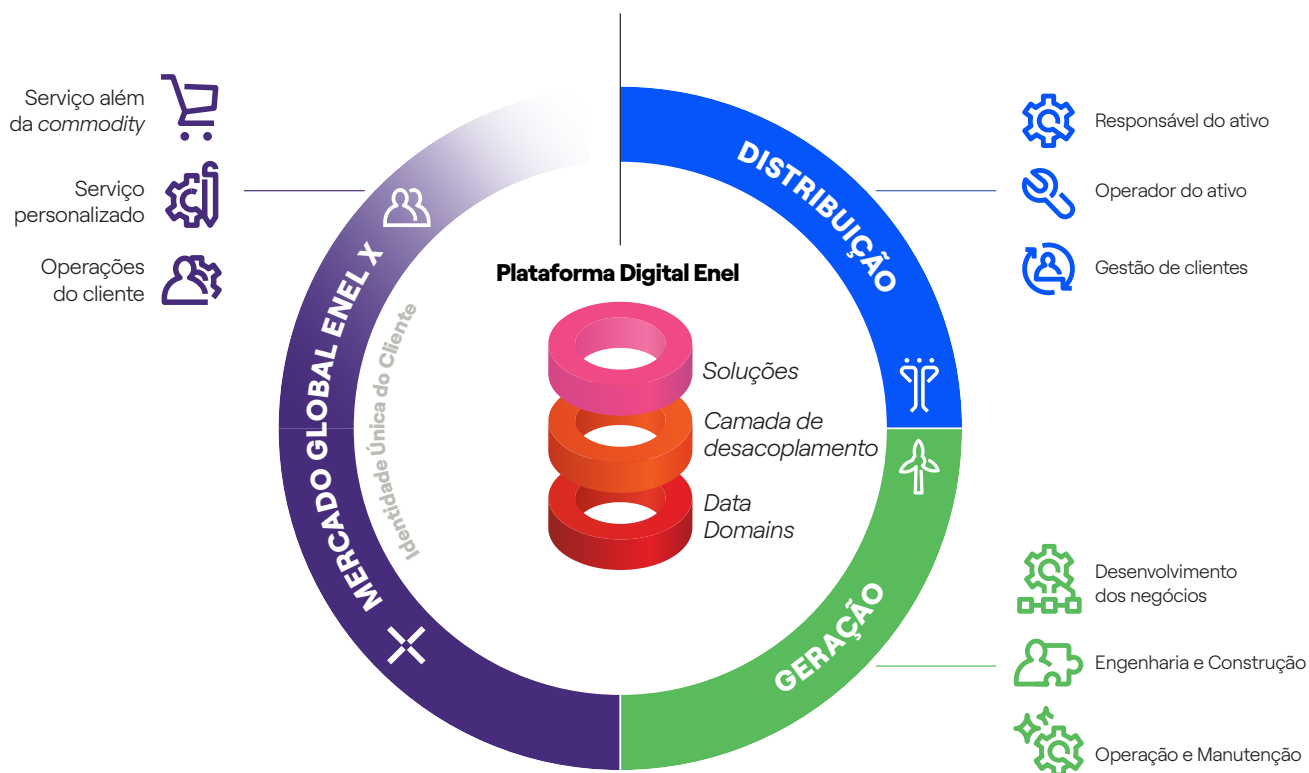 Serviço além
da commodity
Serviço
personalizado
Operações
do cliente
MERCADO GLOBAL ENEL X
Identidade Única do Cliente
Plataforma Digital Enel
Soluções
Camada de
desacoplamento
Data
Domains
DISTRIBUIÇÃO
Responsável do ativo
Operador do ativo
Gestão de clientes
GERAÇÃO
Desenvolvimento
dos negócios
Engenharia e Construção
Operação e Manutenção